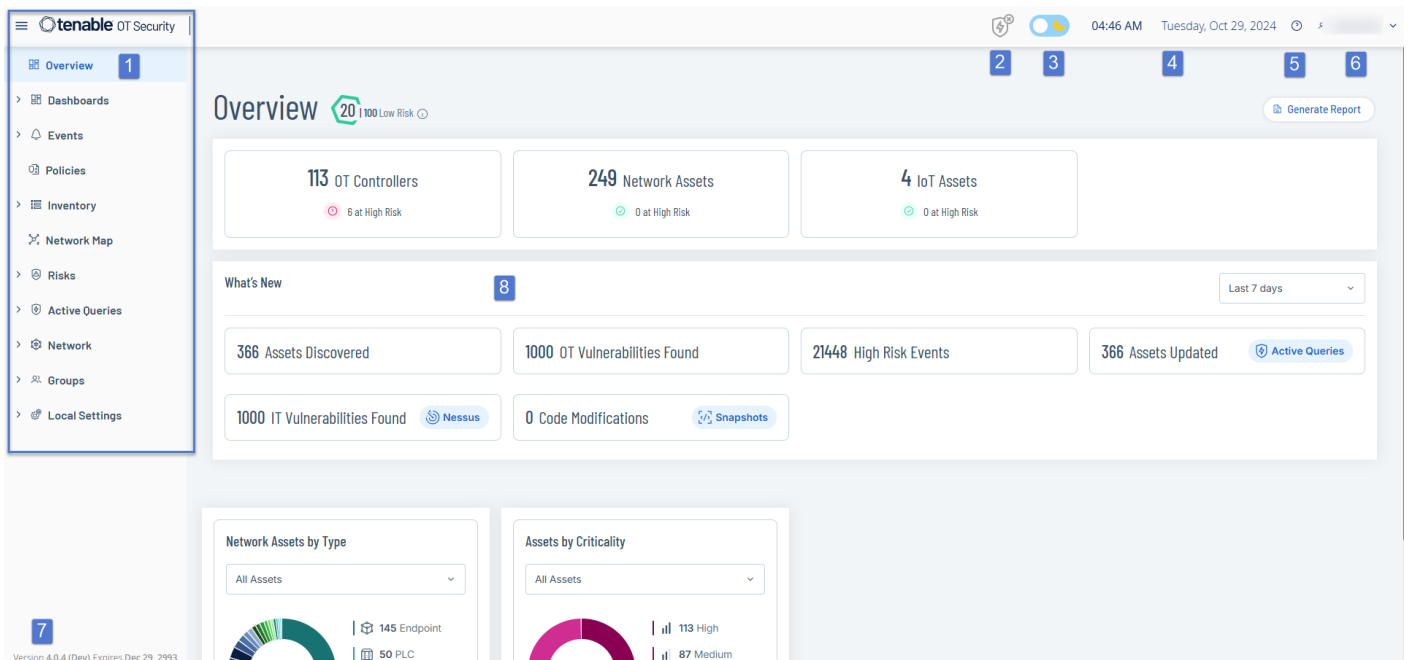 tenable OT Security
04:46 AM Tuesday, Oct 29, 2024
Overview 1
2 3 4 5 6
Dashboards
Events
Policies
Inventory
Network Map
Risks
Active Queries
Network
Groups
Local Settings
Overview 20 | 100 Low Risk
Generate Report
113 OT Controllers
6 at High Risk
249 Network Assets
0 at High Risk
4 IoT Assets
0 at High Risk
What's New
8
Last 7 days
366 Assets Discovered
1000 OT Vulnerabilities Found
21448 High Risk Events
366 Assets Updated Active Queries
1000 IT Vulnerabilities Found Nessus
0 Code Modifications Snapshots
Network Assets by Type
All Assets
145 Endpoint
50 PLC
Assets by Criticality
All Assets
113 High
87 Medium
7
Version 4.0.4 (Dev) Expires Dec 29, 2993